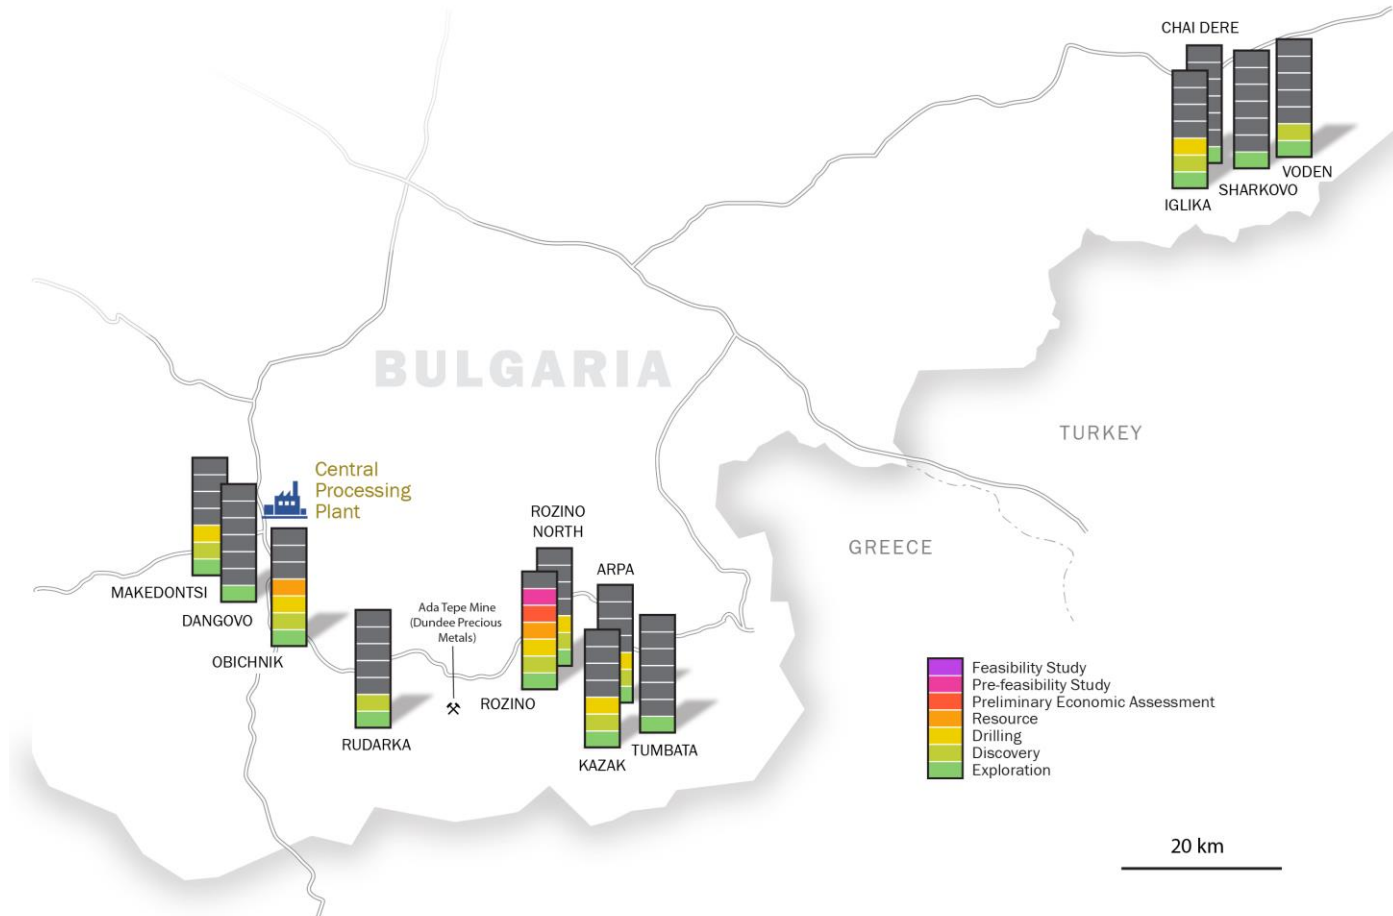 CHAI DERE
VODEN
SHARKOVO
IGLIKA
BULGARIA
TURKEY
Central
Processing
Plant
ROZINO
NORTH
GREECE
ARPA
MAKEDONTSI
Ada Tepe Mine
(Dundee Precious
Metals)
DANGOVO
OBICHNIK
ROZINO
RUDARKA
TUMBATA
KAZAK
Feasibility Study
Pre-feasibility Study
Preliminary Economic Assessment
Resource
Drilling
Discovery
Exploration
20 km